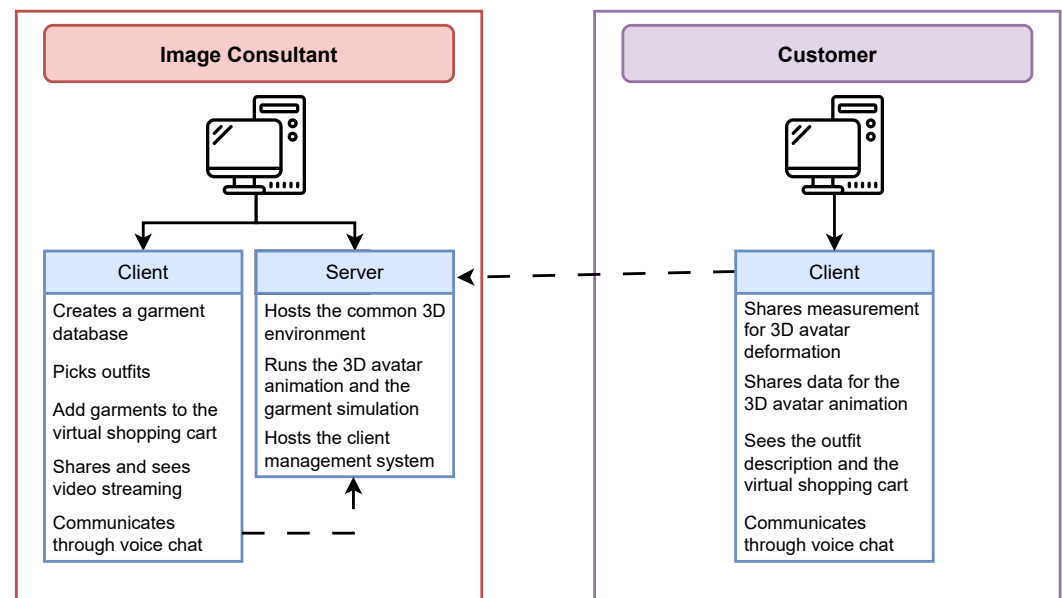 Image Consultant
Client
Creates a garment
database
Picks outfits
Add garments to the
virtual shopping cart
Shares and sees
video streaming
Communicates
through voice chat
Server
Hosts the common 3D
environment
Runs the 3D avatar
animation and the
garment simulation
Hosts the client
management system
Customer
Client
Shares measurement
for 3D avatar
deformation
Shares data for the
3D avatar animation
Sees the outfit
description and the
virtual shopping cart
Communicates
through voice chat